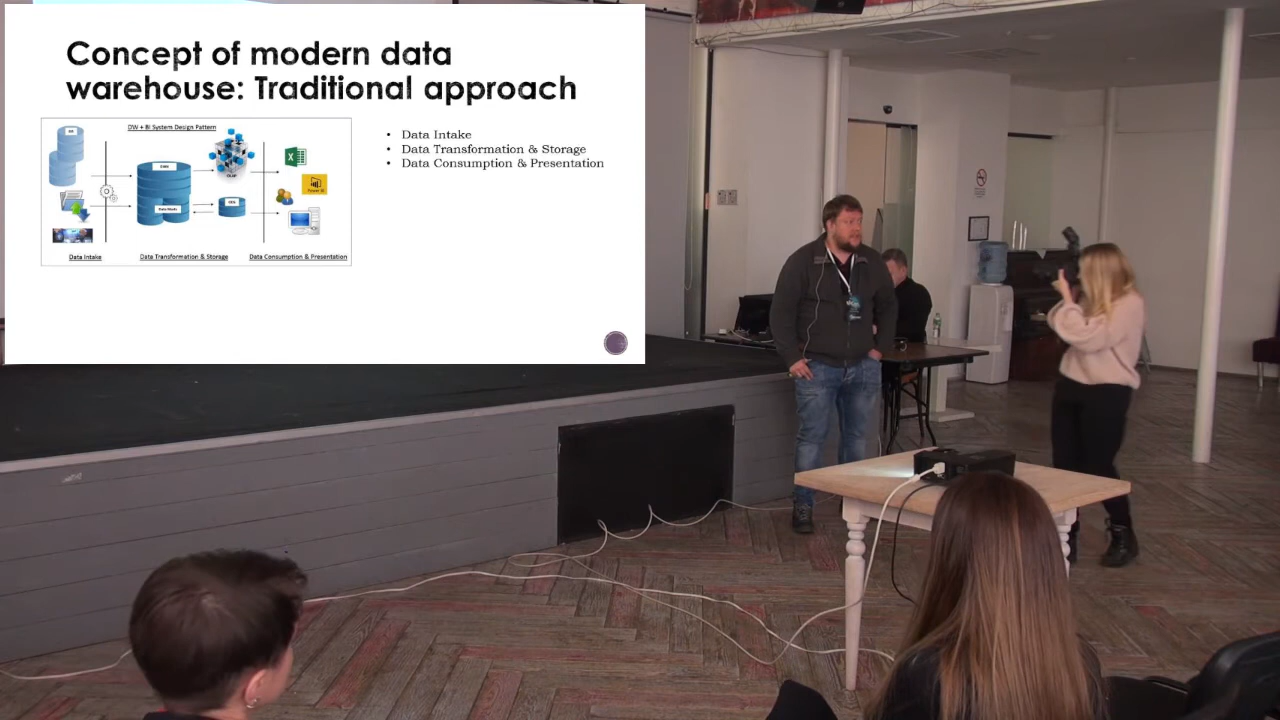 Concept of modern data
warehouse: Traditional approach
DW + BI System Design Pattern
Data Intake
Data Transformation & Storage
Data Consumption & Presentation
• Data Intake
• Data Transformation & Storage
• Data Consumption & Presentation